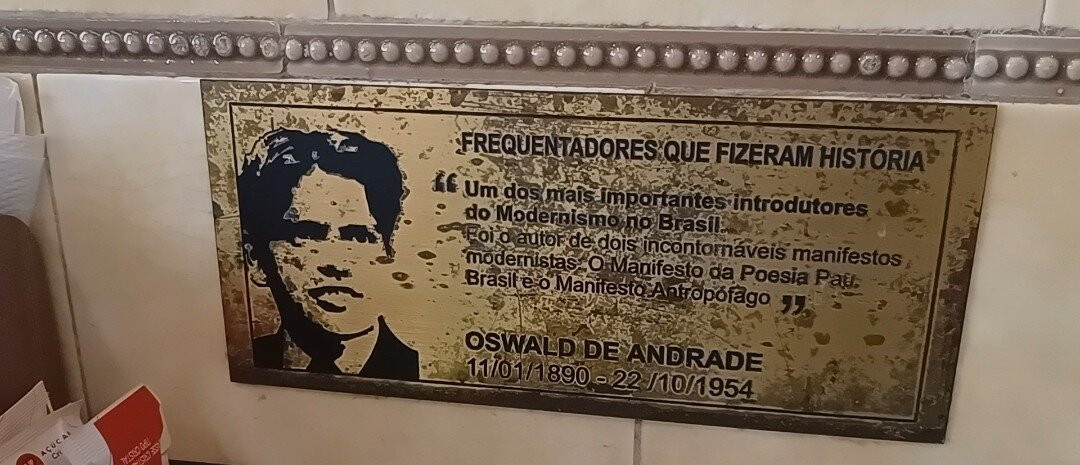 FREQUENTADORES QUE FIZERAM HISTÓRIA
“ Um dos mais importantes introdutores
do Modernismo no Brasil.
Foi o autor de dois incontornáveis manifestos
modernistas. O Manifesto da Poesia Pau
Brasil e o Manifesto Antropófago ”
OSWALD DE ANDRADE
11/01/1890 - 22 /10/1954
AÇÚCAR